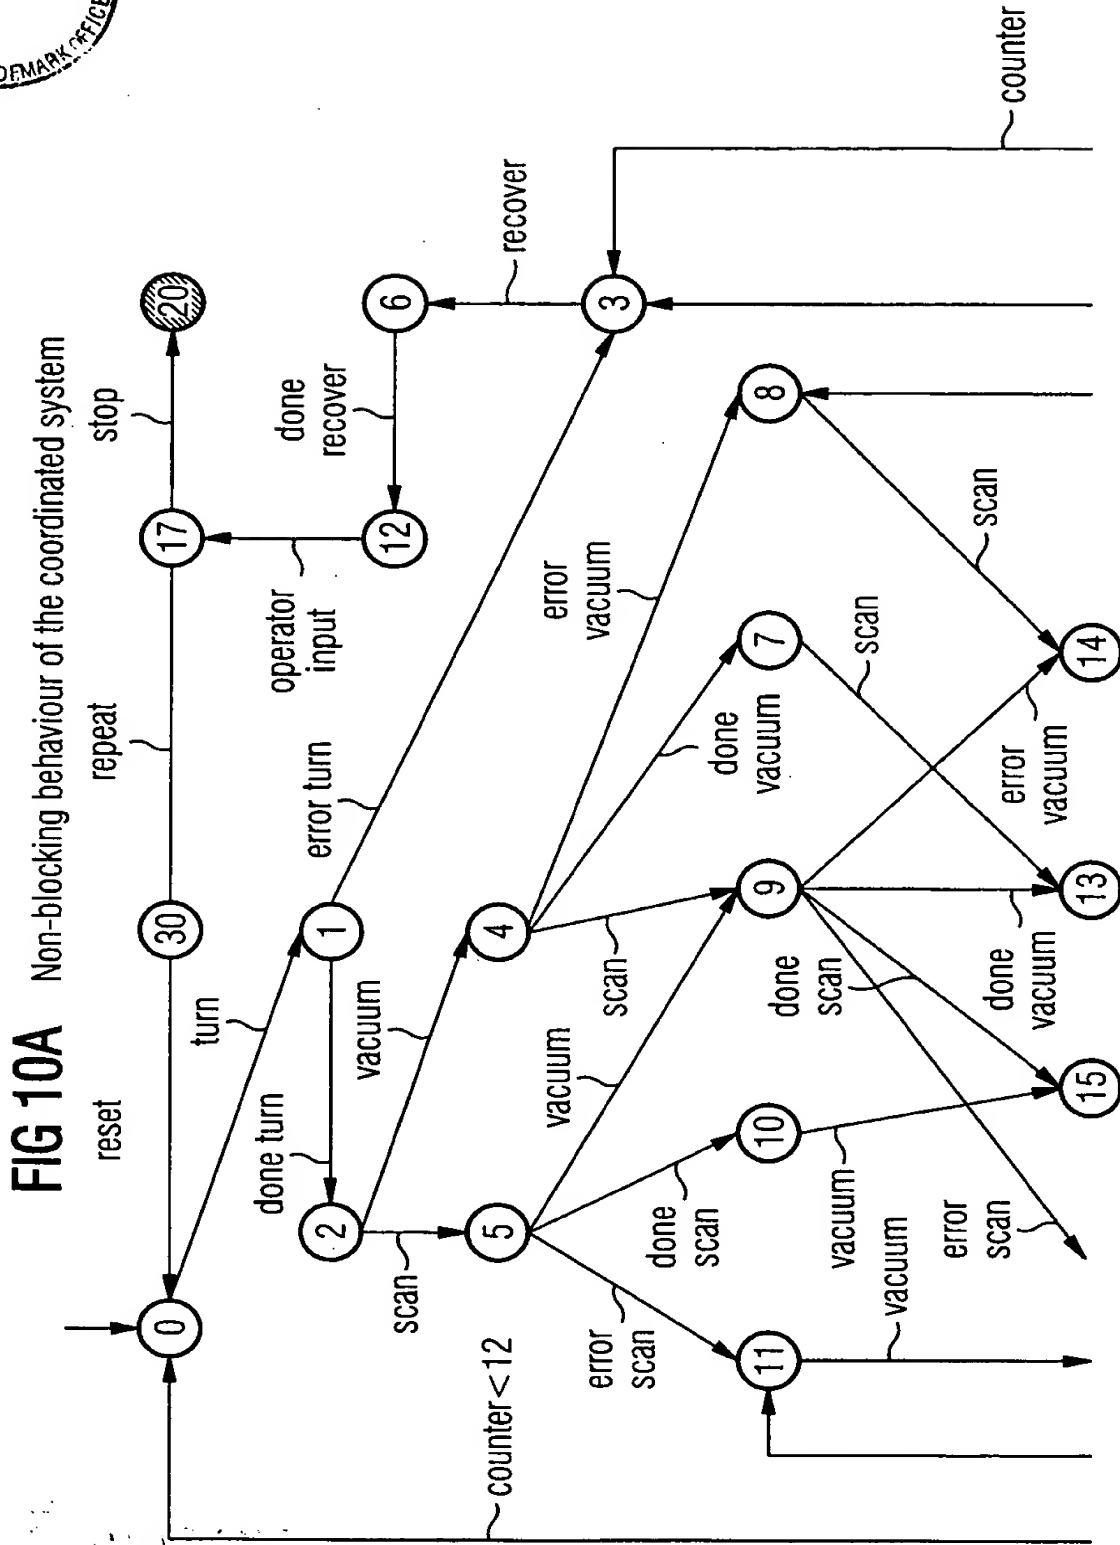 DEMARK OFFICE
FIG 10A Non-blocking behaviour of the coordinated system
reset
repeat
stop
0
30
17
20
turn
operator
input
done
recover
12
6
recover
done turn
error turn
2
1
vacuum
scan
counter<12
5
4
3
counter
error
scan
done
scan
vacuum
scan
done
vacuum
error
vacuum
11
10
9
7
8
vacuum
vacuum
error
scan
done
scan
done
vacuum
error
vacuum
scan
scan
15
13
14